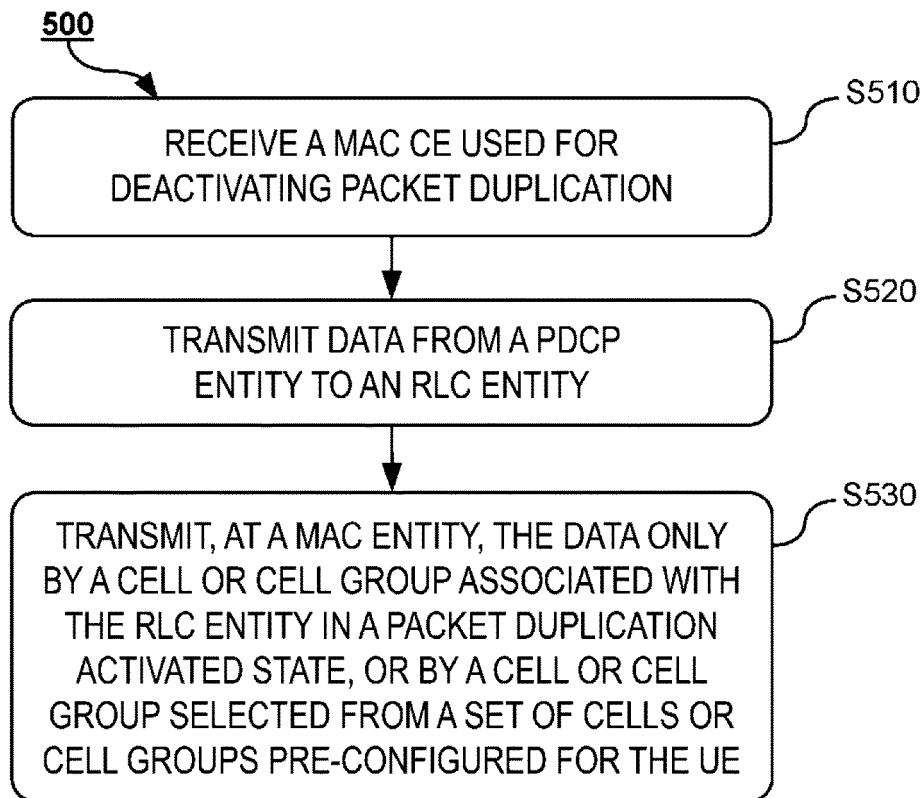 500
S510
RECEIVE A MAC CE USED FOR
DEACTIVATING PACKET DUPLICATION
S520
TRANSMIT DATA FROM A PDCP
ENTITY TO AN RLC ENTITY
S530
TRANSMIT, AT A MAC ENTITY, THE DATA ONLY
BY A CELL OR CELL GROUP ASSOCIATED WITH
THE RLC ENTITY IN A PACKET DUPLICATION
ACTIVATED STATE, OR BY A CELL OR CELL
GROUP SELECTED FROM A SET OF CELLS OR
CELL GROUPS PRE-CONFIGURED FOR THE UE